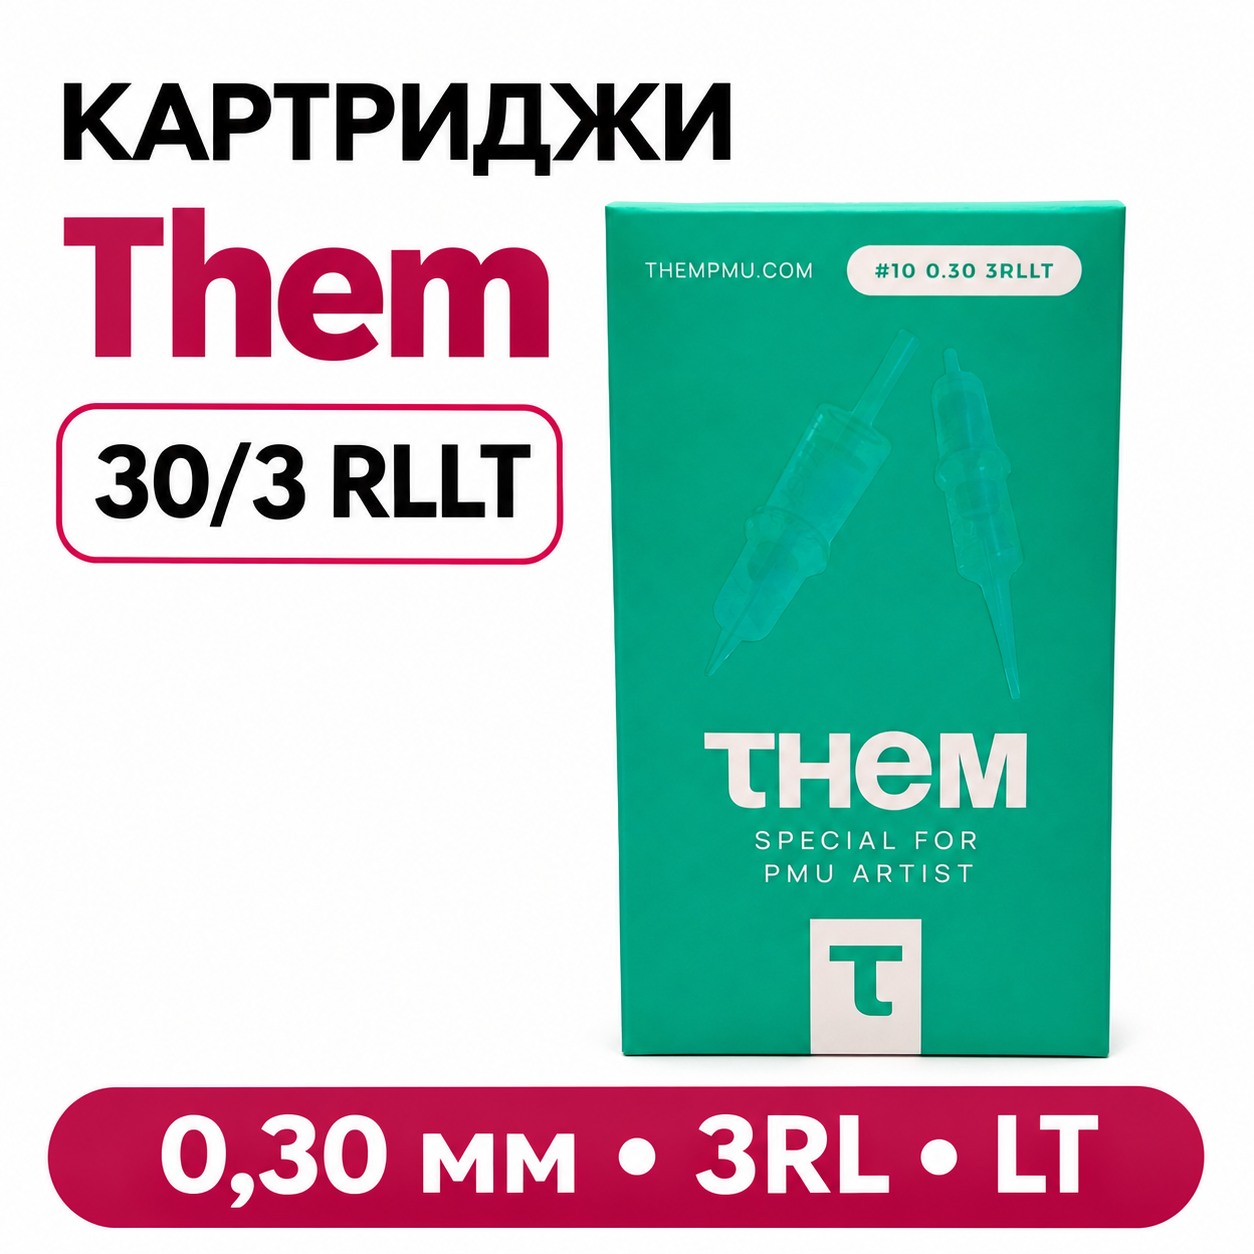 КАРТРИДЖИ
Them
30/3 RLLT
THEMPMU.COM
#10 0.30 3RLLT
THEM
SPECIAL FOR
PMU ARTIST
T
0,30 мм • 3RL • LT